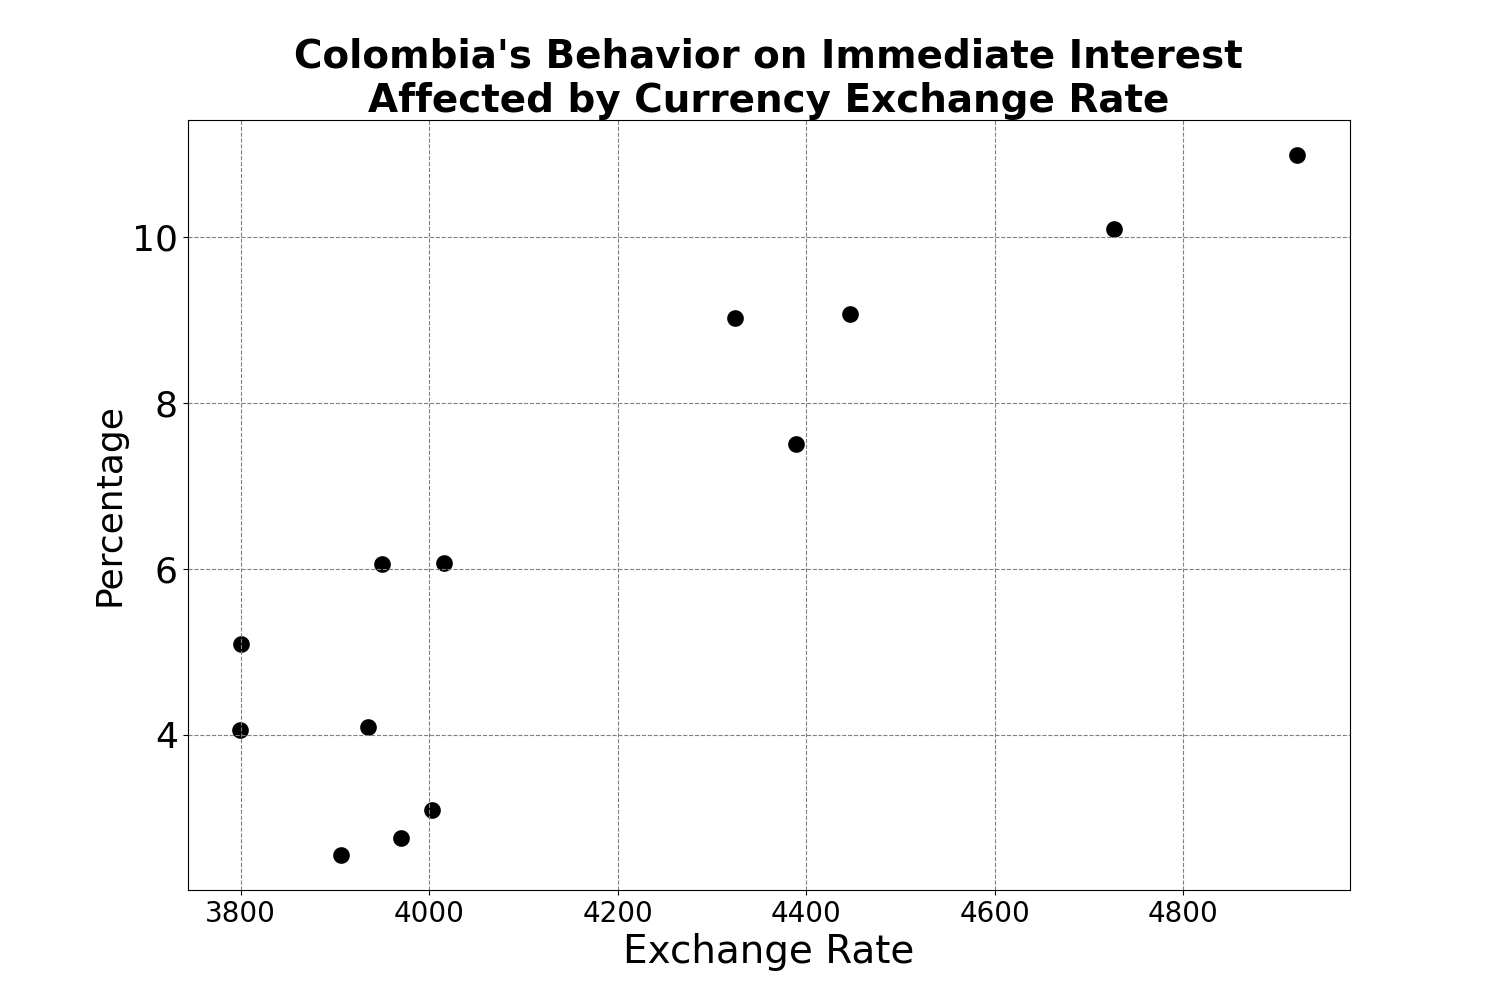 Colombia's Behavior on Immediate Interest
Affected by Currency Exchange Rate
10
8
6
4
Percentage
3800 4000 4200 4400 4600 4800
Exchange Rate